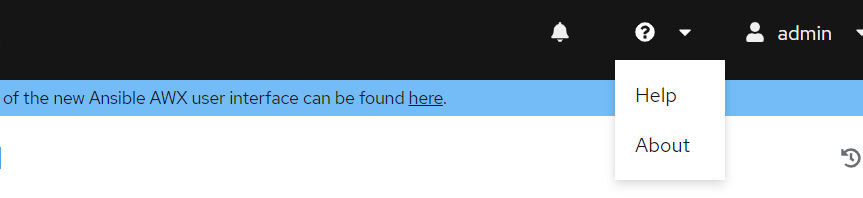 admin
of the new Ansible AWX user interface can be found here.
Help
About